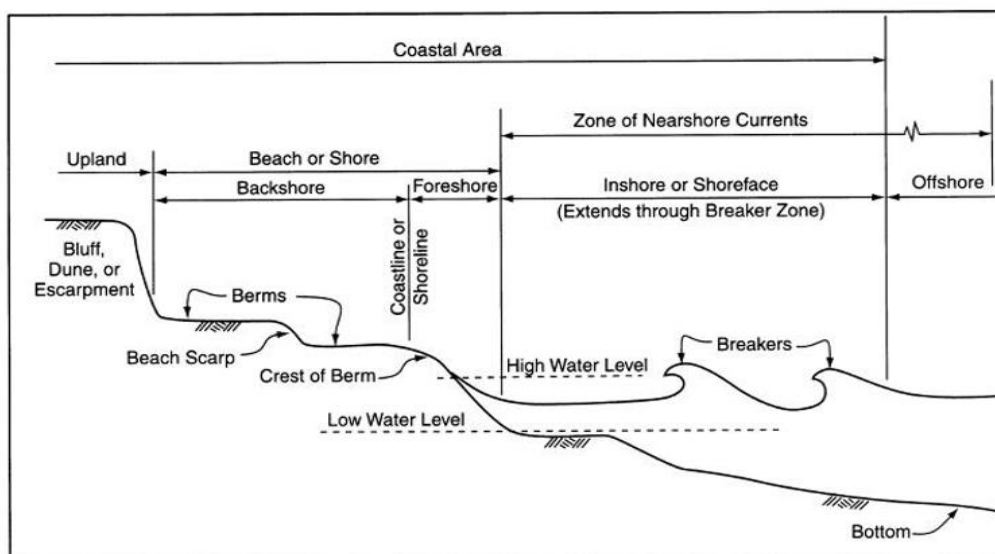 Coastal Area
Zone of Nearshore Currents
Upland
Beach or Shore
Backshore
Foreshore
Inshore or Shoreface
(Extends through Breaker Zone)
Offshore
Coastline or
Shoreline
Bluff,
Dune, or
Escarpment
Berms
Beach Scarp
Crest of Berm
High Water Level
Breakers
Low Water Level
Bottom